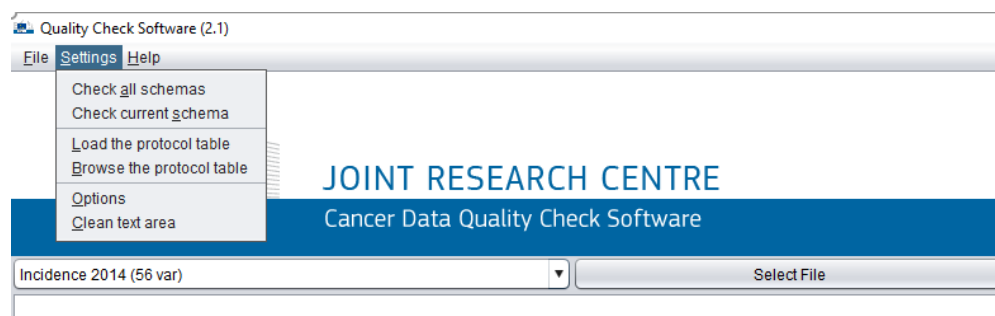 Quality Check Software (2.1)
File Settings Help
Check all schemas
Check current schema
Load the protocol table
Browse the protocol table
Options
Clean text area
JOINT RESEARCH CENTRE
Cancer Data Quality Check Software
Incidence 2014 (56 var)
Select File